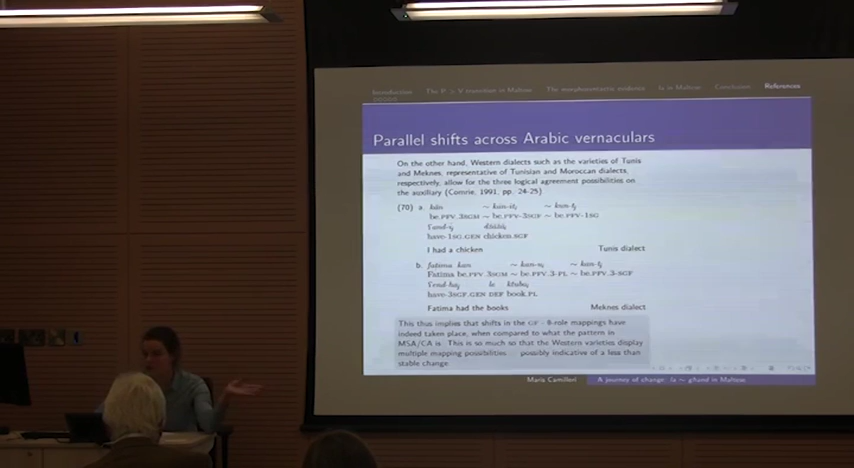 Introduction The P > V transition in Maltese The morphosyntactic evidence la in Maltese Conclusion References
Parallel shifts across Arabic vernaculars
On the other hand, Western dialects such as the varieties of Tunis
and Meknes, representative of Tunisian and Moroccan dialects,
respectively, allow for the three logical agreement possibilities on
the auxiliary (Comrie, 1991, pp. 24-25)
(70) a. kān ~ kān-it ~ kun-t
be.PFV.3SGM ~ be.PFV-3SGF ~ be.PFV-1SG
have-1SG.GEN chicken.SGF
I had a chicken Tunis dialect
b. fatima kan
Fatima be.PFV.3SGM ~ be.PFV.3-PL ~ be.PFV.3-SGF
have-3SGF.GEN DEF book.PL
Fatima had the books Meknes dialect
This thus implies that shifts in the GF - θ-role mappings have
indeed taken place, when compared to what the pattern in
MSA/CA is. This is so much so that the Western varieties display
multiple mapping possibilities possibly indicative of a less than
stable change
Maris Camilleri A journey of change: la ~ għand in Maltese